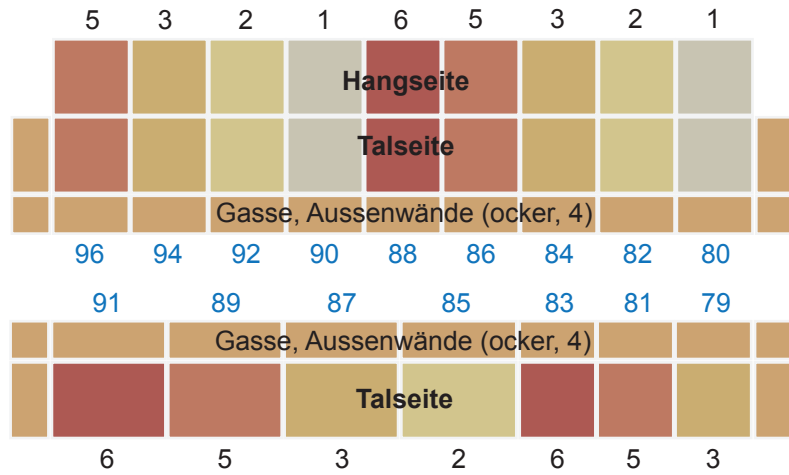 5 3 2 1 6 5 3 2 1
Hangseite
Talseite
Gasse, Aussenwände (ocker, 4)
96 94 92 90 88 86 84 82 80
91 89 87 85 83 81 79
Gasse, Aussenwände (ocker, 4)
Talseite
6 5 3 2 6 5 3